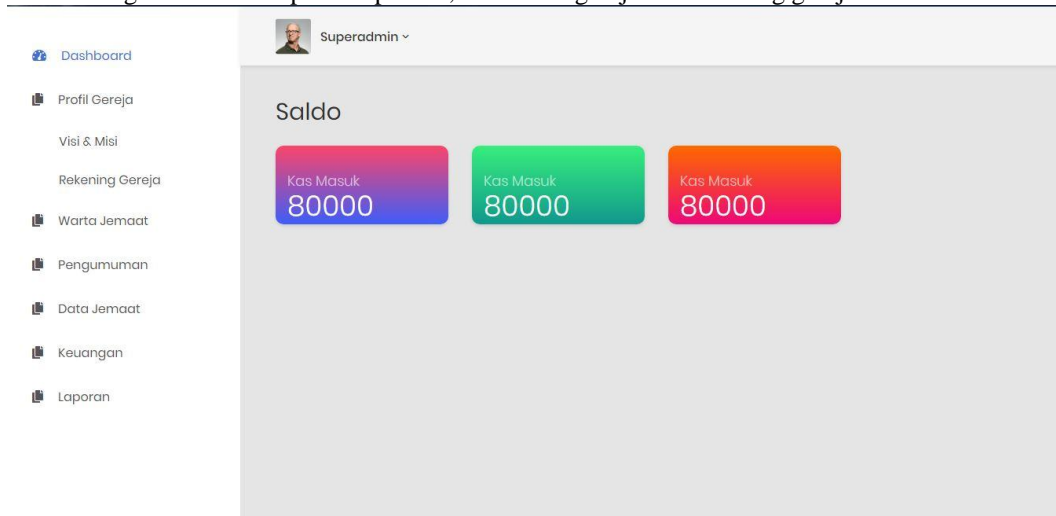 Superadmin
Dashboard
Profil Gereja
Visi & Misi
Rekening Gereja
Warta Jemaat
Pengumuman
Data Jemaat
Keuangan
Laporan
Saldo
Kas Masuk
80000
Kas Masuk
80000
Kas Masuk
80000